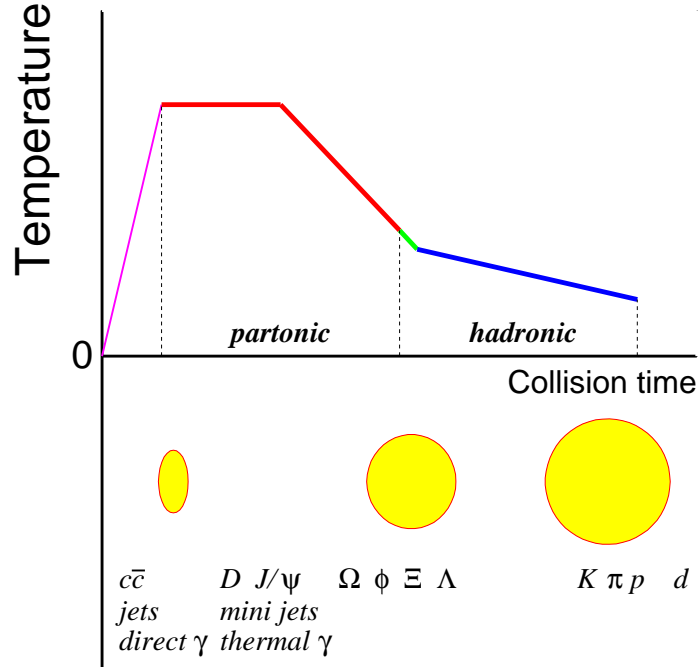 Temperature
partonic hadronic
0
Collision time
cc̄ D J/ψ Ω ϕ Ξ Λ K π p d
jets mini jets
direct γ thermal γ